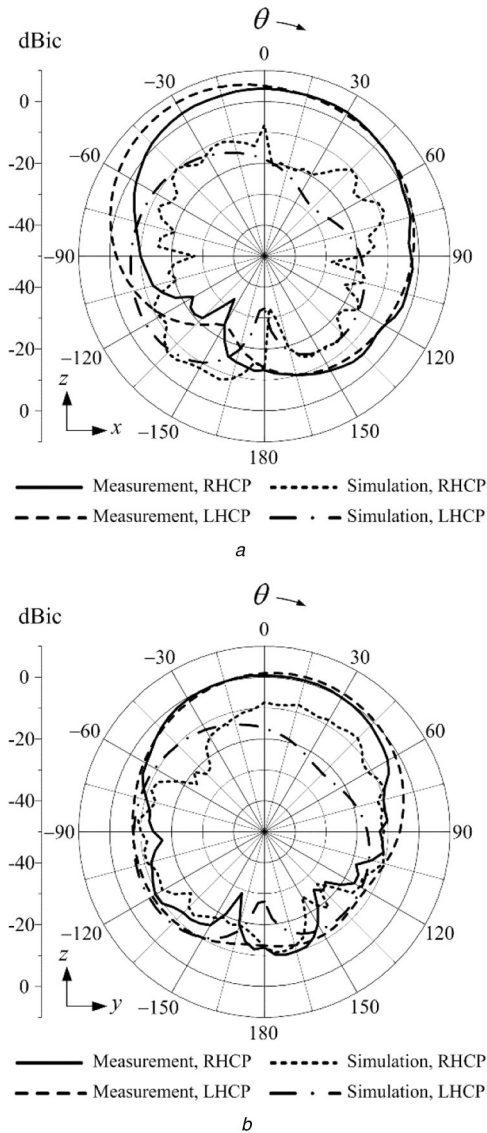 θ
dBic
0
−30
30
0
−60
60
-20
−90
90
-40
-40
−120
120
-20
z
−150
150
0
x
180
Measurement, RHCP
Simulation, RHCP
Measurement, LHCP
Simulation, LHCP
a
θ
dBic
0
−30
30
0
−60
60
-20
−90
90
-40
-40
−120
120
-20
z
−150
150
0
y
180
Measurement, RHCP
Simulation, RHCP
Measurement, LHCP
Simulation, LHCP
b